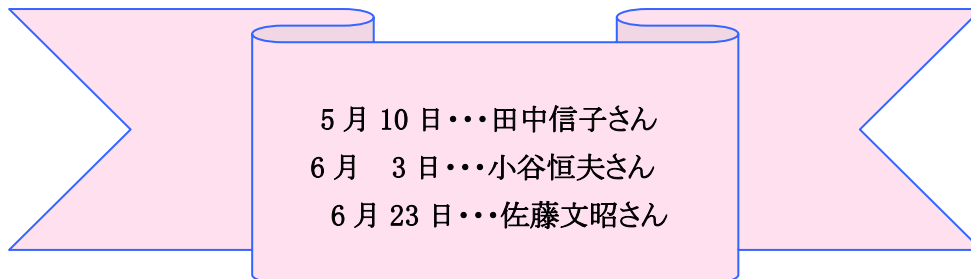 5 月 10 日・・・田中信子さん
6 月　3 日・・・小谷恒夫さん
6 月 23 日・・・佐藤文昭さん